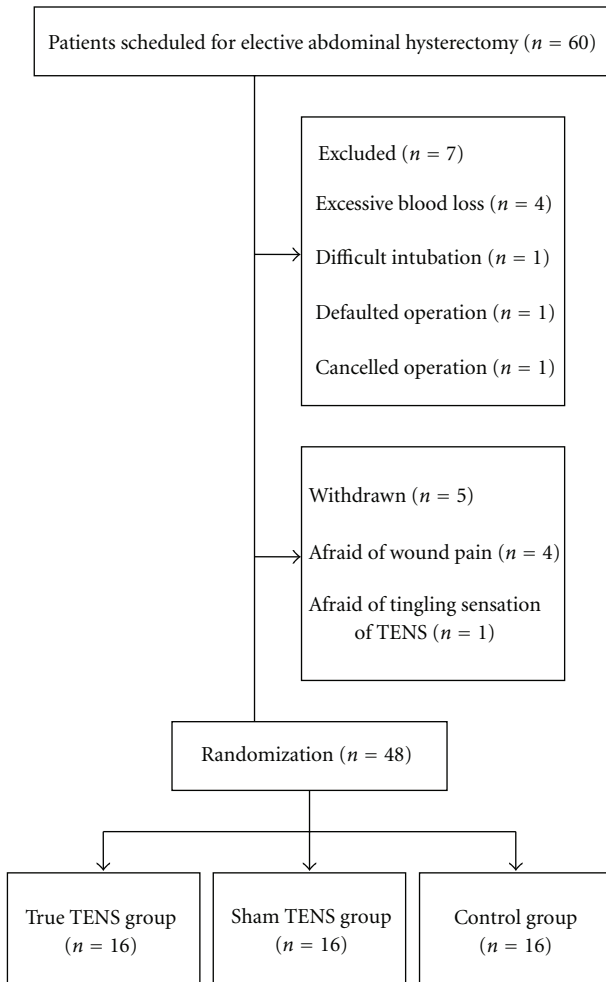 Patients scheduled for elective abdominal hysterectomy (n = 60)
Excluded (n = 7)
Excessive blood loss (n = 4)
Difficult intubation (n = 1)
Defaulted operation (n = 1)
Cancelled operation (n = 1)
Withdrawn (n = 5)
Afraid of wound pain (n = 4)
Afraid of tingling sensation
of TENS (n = 1)
Randomization (n = 48)
True TENS group
(n = 16)
Sham TENS group
(n = 16)
Control group
(n = 16)